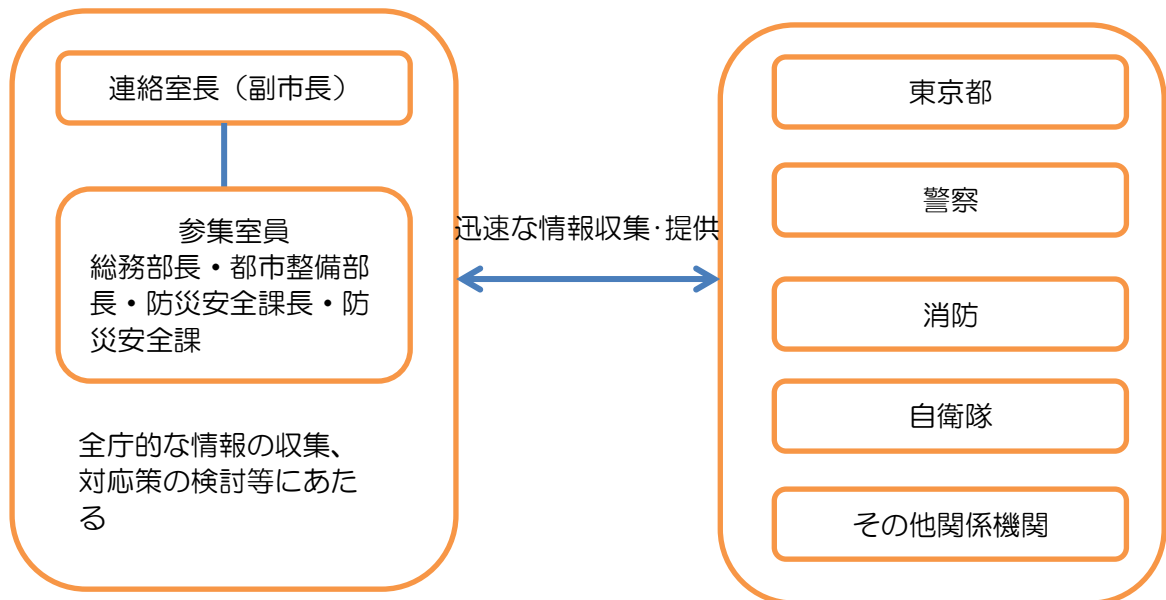 連絡室長（副市長）
参集室員
総務部長・都市整備部
長・防災安全課長・防
災安全課
全庁的な情報の収集、
対応策の検討等にあた
る
迅速な情報収集･提供
東京都
警察
消防
自衛隊
その他関係機関